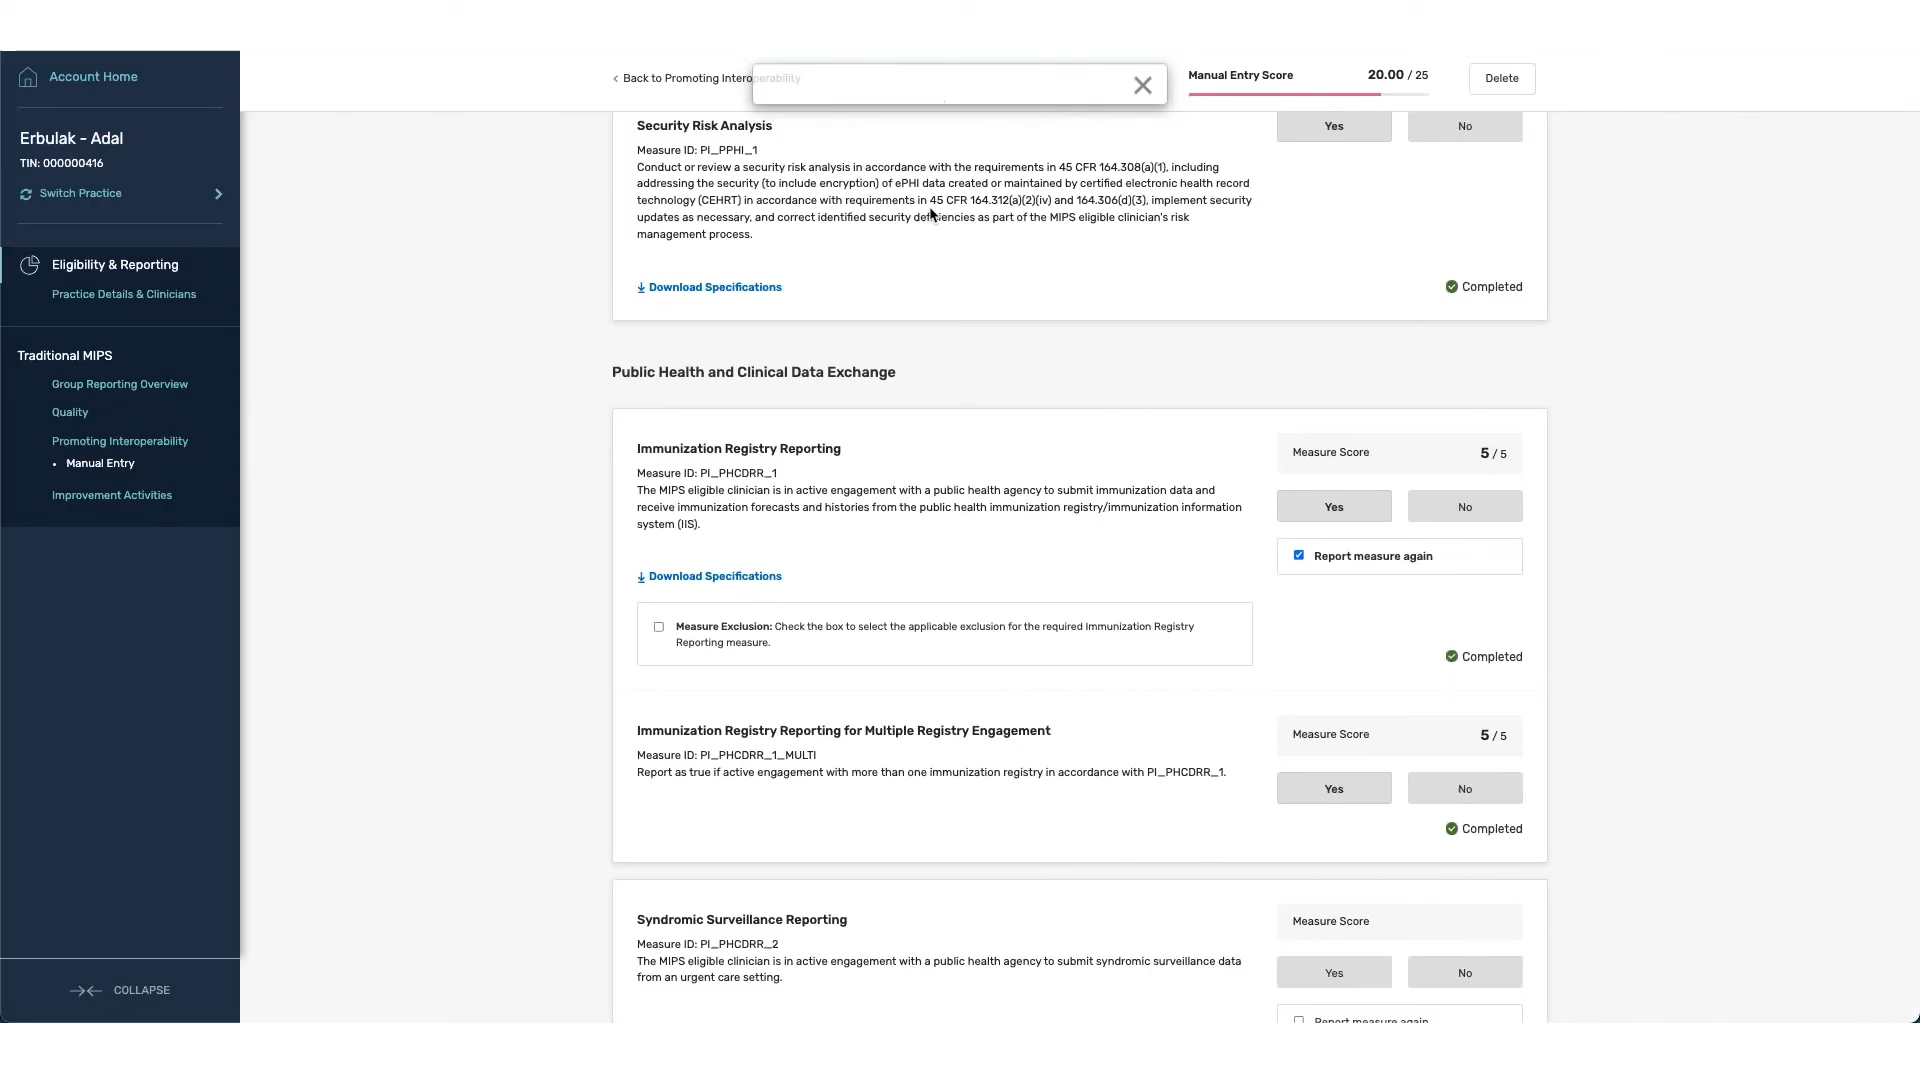 Account Home
Erbulak - Adal
TIN: 000000416
Switch Practice
Eligibility & Reporting
Practice Details & Clinicians
Traditional MIPS
Group Reporting Overview
Quality
Promoting Interoperability
• Manual Entry
Improvement Activities
COLLAPSE
< Back to Promoting Interoperability
Manual Entry Score 20.00 / 25
Delete
Security Risk Analysis
Measure ID: PI_PPHI_1
Conduct or review a security risk analysis in accordance with the requirements in 45 CFR 164.308(a)(1), including
addressing the security (to include encryption) of ePHI data created or maintained by certified electronic health record
technology (CEHRT) in accordance with requirements in 45 CFR 164.312(a)(2)(iv) and 164.306(d)(3), implement security
updates as necessary, and correct identified security deficiencies as part of the MIPS eligible clinician's risk
management process.
Yes No
Download Specifications
Completed
Public Health and Clinical Data Exchange
Immunization Registry Reporting
Measure ID: PI_PHCDRR_1
The MIPS eligible clinician is in active engagement with a public health agency to submit immunization data and
receive immunization forecasts and histories from the public health immunization registry/immunization information
system (IIS).
Measure Score 5 / 5
Yes No
Report measure again
Download Specifications
Measure Exclusion: Check the box to select the applicable exclusion for the required Immunization Registry
Reporting measure.
Completed
Immunization Registry Reporting for Multiple Registry Engagement
Measure ID: PI_PHCDRR_1_MULTI
Report as true if active engagement with more than one immunization registry in accordance with PI_PHCDRR_1.
Measure Score 5 / 5
Yes No
Completed
Syndromic Surveillance Reporting
Measure ID: PI_PHCDRR_2
The MIPS eligible clinician is in active engagement with a public health agency to submit syndromic surveillance data
from an urgent care setting.
Measure Score
Yes No
Report measure again